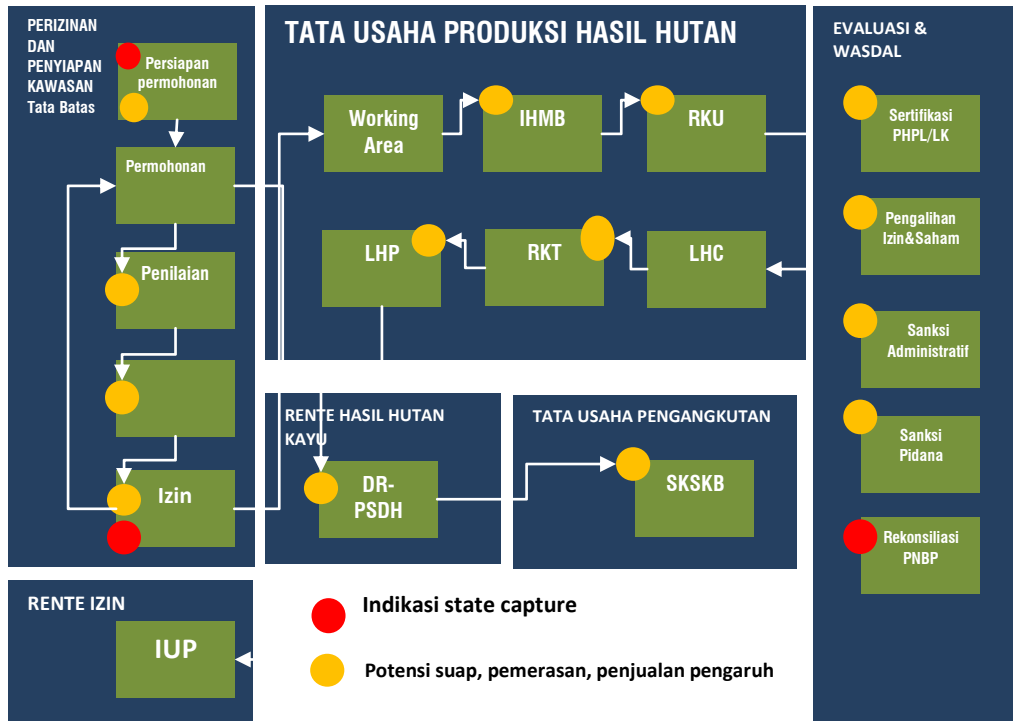 PERIZINAN
DAN
PENYIAPAN
KAWASAN
Tata Batas
Persiapan
permohonan
Permohonan
Penilaian
Izin
TATA USAHA PRODUKSI HASIL HUTAN
Working
Area
IHMB
RKU
LHP
RKT
LHC
RENTE HASIL HUTAN
KAYU
DR-
PSDH
TATA USAHA PENGANGKUTAN
SKSKB
EVALUASI &
WASDAL
Sertifikasi
PHPL/LK
Pengalihan
Izin&Saham
Sanksi
Administratif
Sanksi
Pidana
Rekonsiliasi
PNBP
RENTE IZIN
IUP
Indikasi state capture
Potensi suap, pemerasan, penjualan pengaruh